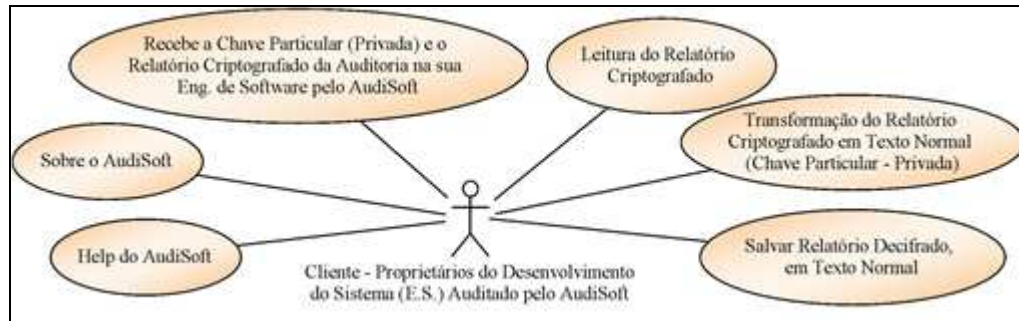 Recebe a Chave Particular (Privada) e o
Relatório Criptografado da Auditoria na sua
Eng. de Software pelo AudiSoft
Leitura do Relatório
Criptografado
Transformação do Relatório
Criptografado em Texto Normal
(Chave Particular - Privada)
Sobre o AudiSoft
Help do AudiSoft
Salvar Relatório Decifrado,
em Texto Normal
Cliente - Proprietários do Desenvolvimento
do Sistema (E.S.) Auditado pelo AudiSoft